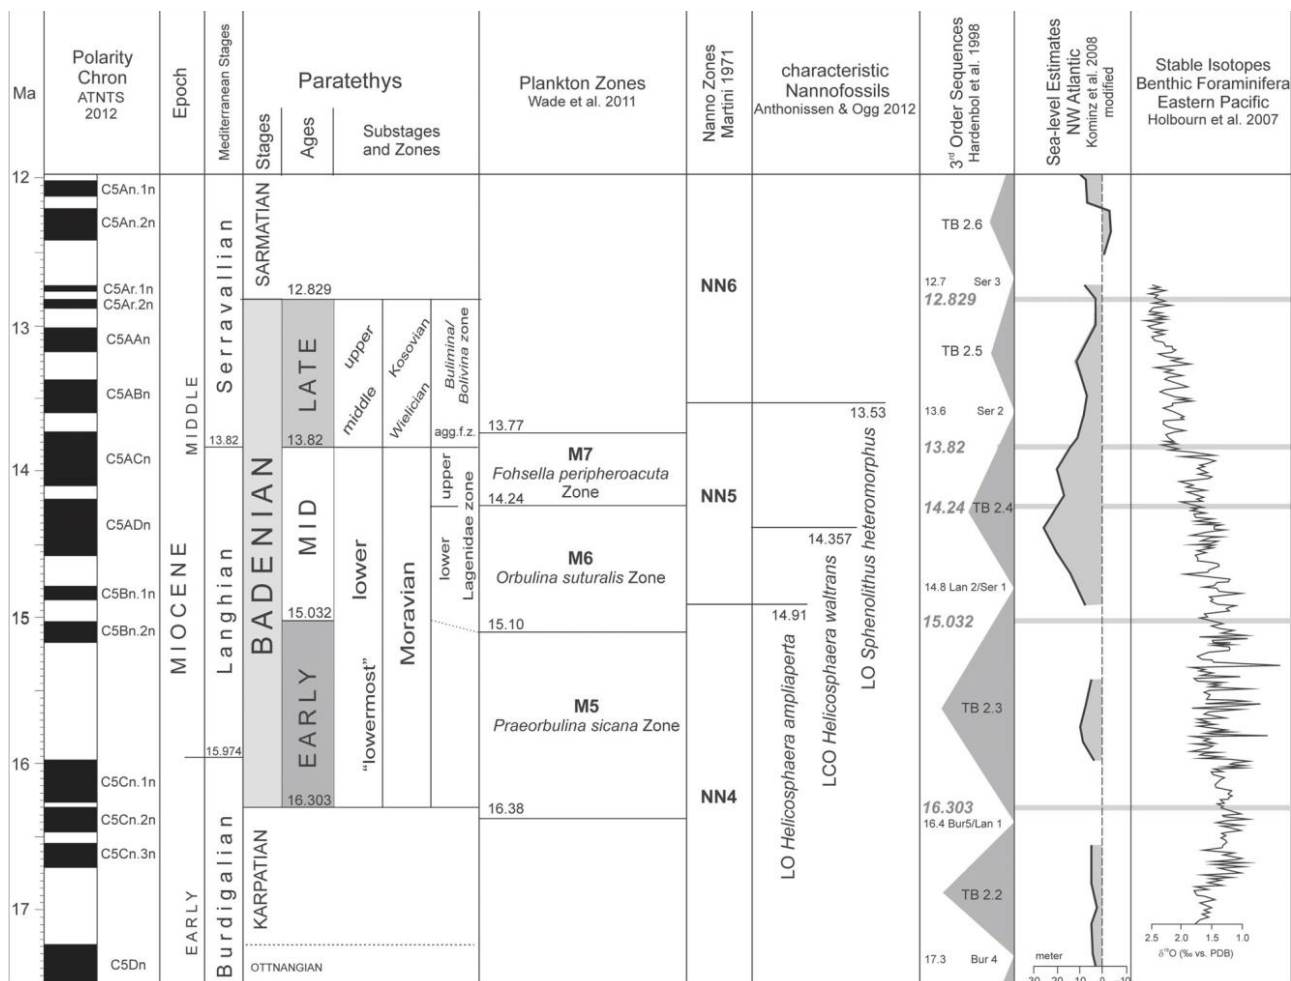 Ma
Polarity
Chron
ATNTS
2012
Epoch
Mediterranean Stages
Paratethys
Stages
Ages
Substages
and Zones
Plankton Zones
Wade et al. 2011
Nanno Zones
Martini 1971
characteristic
Nannofossils
Anthonissen & Ogg 2012
3rd Order Sequences
Hardenbol et al. 1998
Sea-level Estimates
NW Atlantic
Kominz et al. 2008
modified
Stable Isotopes
Benthic Foraminifera
Eastern Pacific
Holbourn et al. 2007
12
13
14
15
16
17
C5An.1n
C5An.2n
C5Ar.1n
C5Ar.2n
C5AAn
C5ABn
C5ACn
C5ADn
C5Bn.1n
C5Bn.2n
C5Cn.1n
C5Cn.2n
C5Cn.3n
C5Dn
MIOCENE
MIDDLE
EARLY
Serravallian
13.82
Langhian
15.974
Burdigalian
SARMATIAN
BADENIAN
KARPATIAN
OTTNANGIAN
12.829
LATE
13.82
MID
15.032
EARLY
16.303
upper
middle
lower
"lowermost"
Kosovian
Wielician
Moravian
Bulimina/
Bolivina zone
agg.f.z.
upper
lower
Lagenidae zone
13.77
M7
Fohsella peripheroacuta
Zone
14.24
M6
Orbulina suturalis Zone
15.10
M5
Praeorbulina sicana Zone
16.38
NN6
NN5
NN4
13.53
14.357
14.91
LO Helicosphaera ampliaperta
LCO Helicosphaera waltrans
LO Sphenolithus heteromorphus
TB 2.6
12.7 Ser 3
12.829
TB 2.5
13.6 Ser 2
13.82
14.24 TB 2.4
14.8 Lan 2/Ser 1
15.032
TB 2.3
16.303
16.4 Bur5/Lan 1
TB 2.2
17.3 Bur 4
meter
30 20 10 0 -10
2.5 2.0 1.5 1.0
δ18O (‰ vs. PDB)